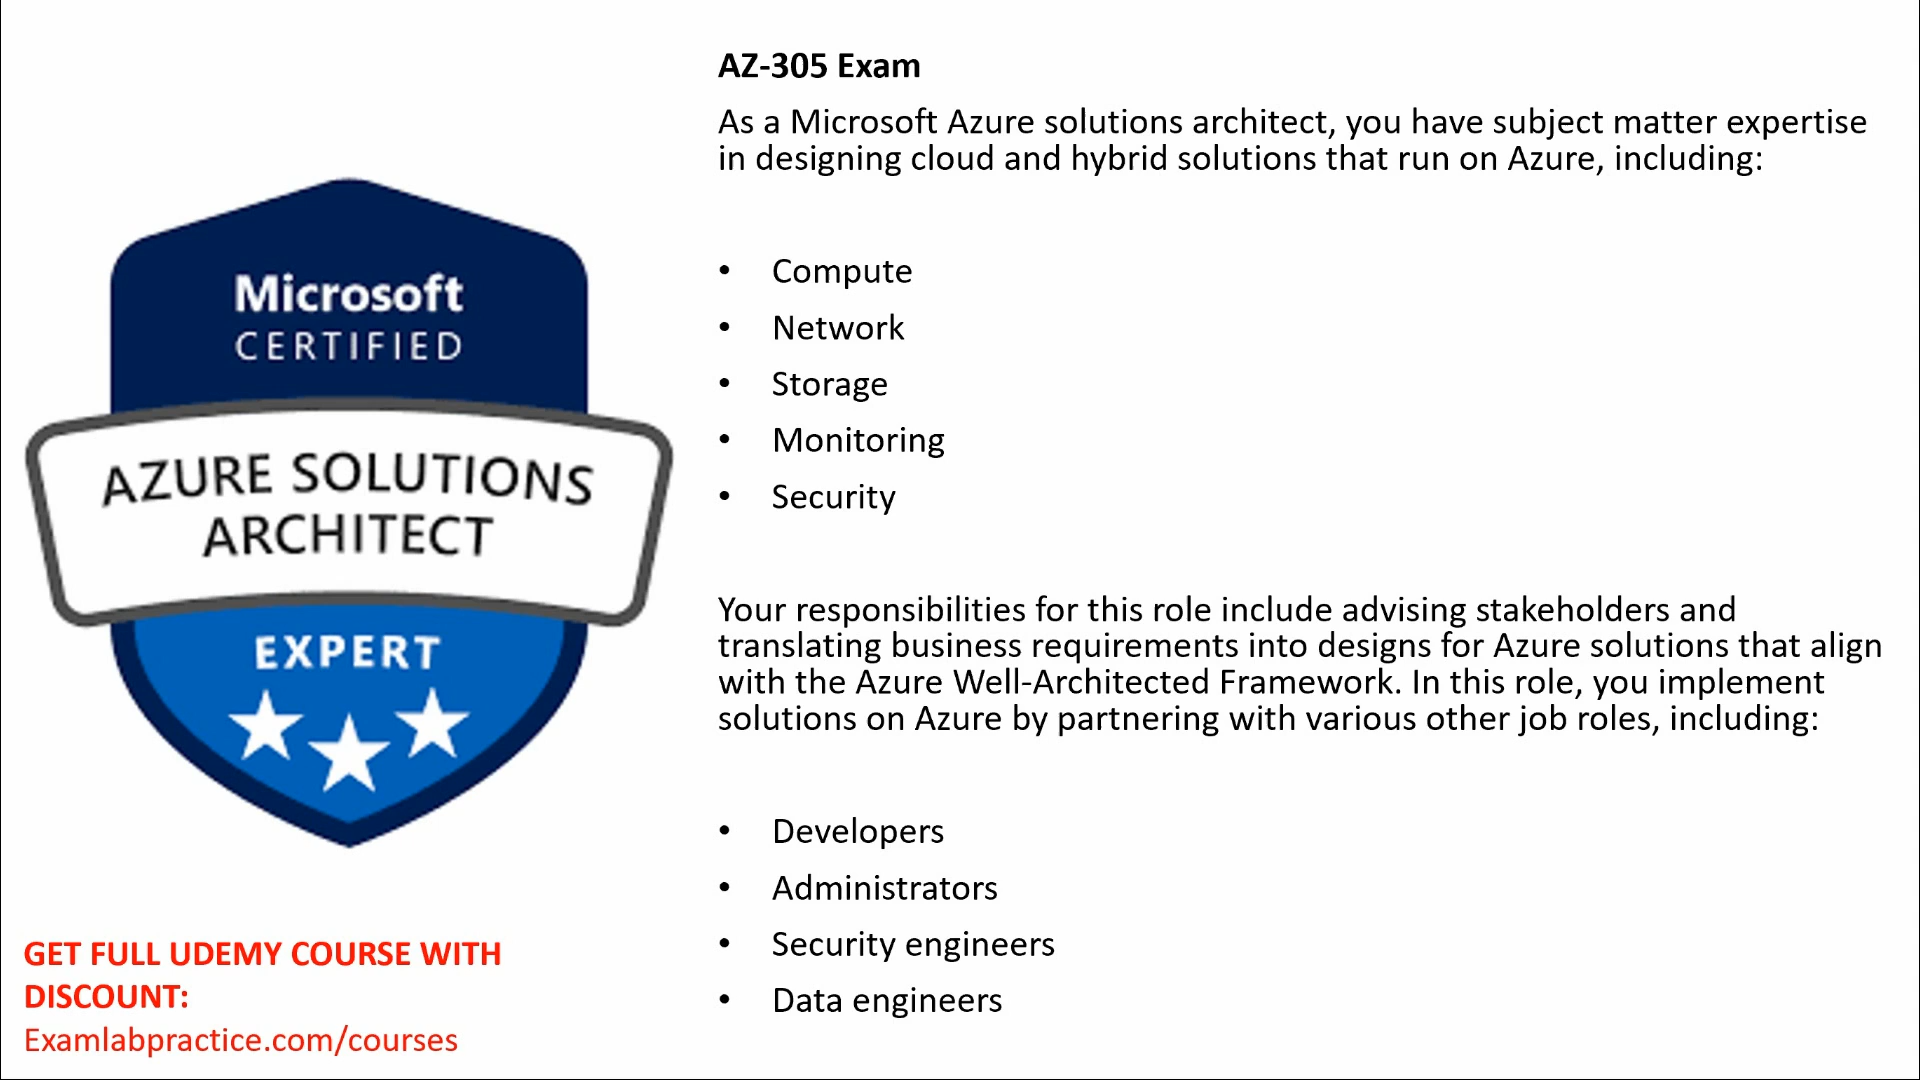 Microsoft
CERTIFIED
AZURE SOLUTIONS
ARCHITECT
EXPERT
GET FULL UDEMY COURSE WITH
DISCOUNT:
Examlabpractice.com/courses
AZ-305 Exam
As a Microsoft Azure solutions architect, you have subject matter expertise
in designing cloud and hybrid solutions that run on Azure, including:
• Compute
• Network
• Storage
• Monitoring
• Security
Your responsibilities for this role include advising stakeholders and
translating business requirements into designs for Azure solutions that align
with the Azure Well-Architected Framework. In this role, you implement
solutions on Azure by partnering with various other job roles, including:
• Developers
• Administrators
• Security engineers
• Data engineers